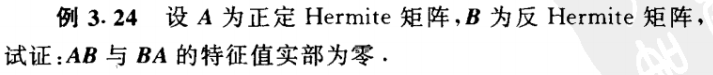 例 3.24 设 A 为正定 Hermite 矩阵,B 为反 Hermite 矩阵,
试证:AB 与 BA 的特征值实部为零.